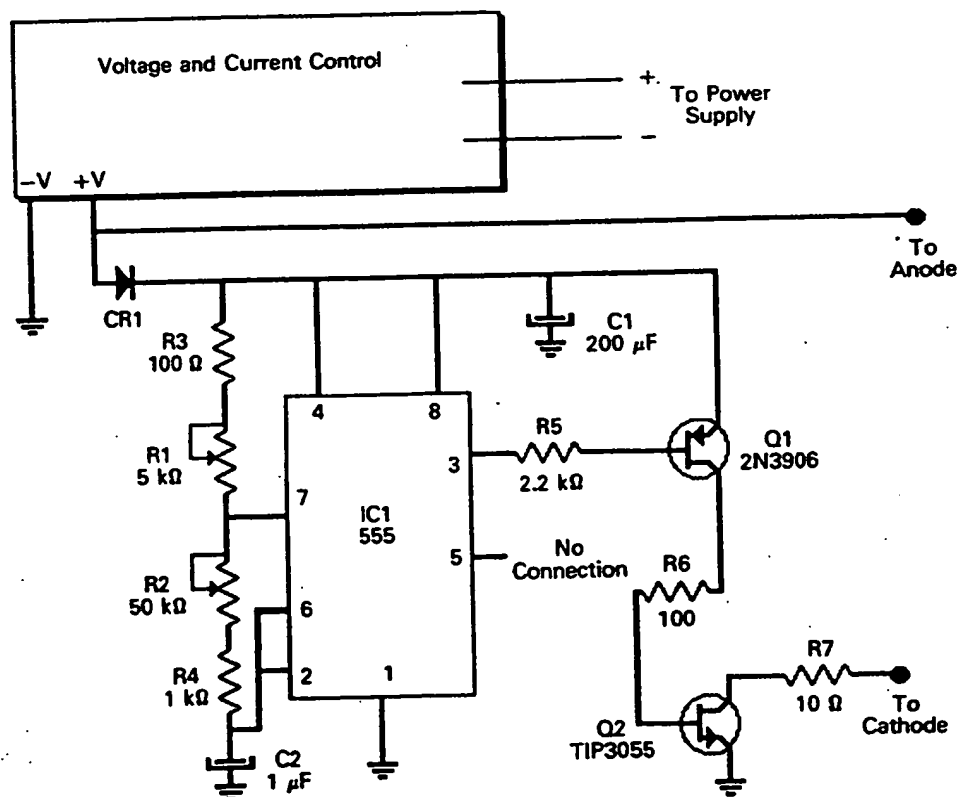 Voltage and Current Control
+
To Power
Supply
-
-V +V
To
Anode
CR1
C1
200 μF
R3
100 Ω
4
8
R5
2.2 kΩ
3
Q1
2N3906
R1
5 kΩ
7
IC1
555
5
No
Connection
R2
50 kΩ
6
R6
100
R4
1 kΩ
2
1
R7
10 Ω
To
Cathode
Q2
TIP3055
C2
1 μF